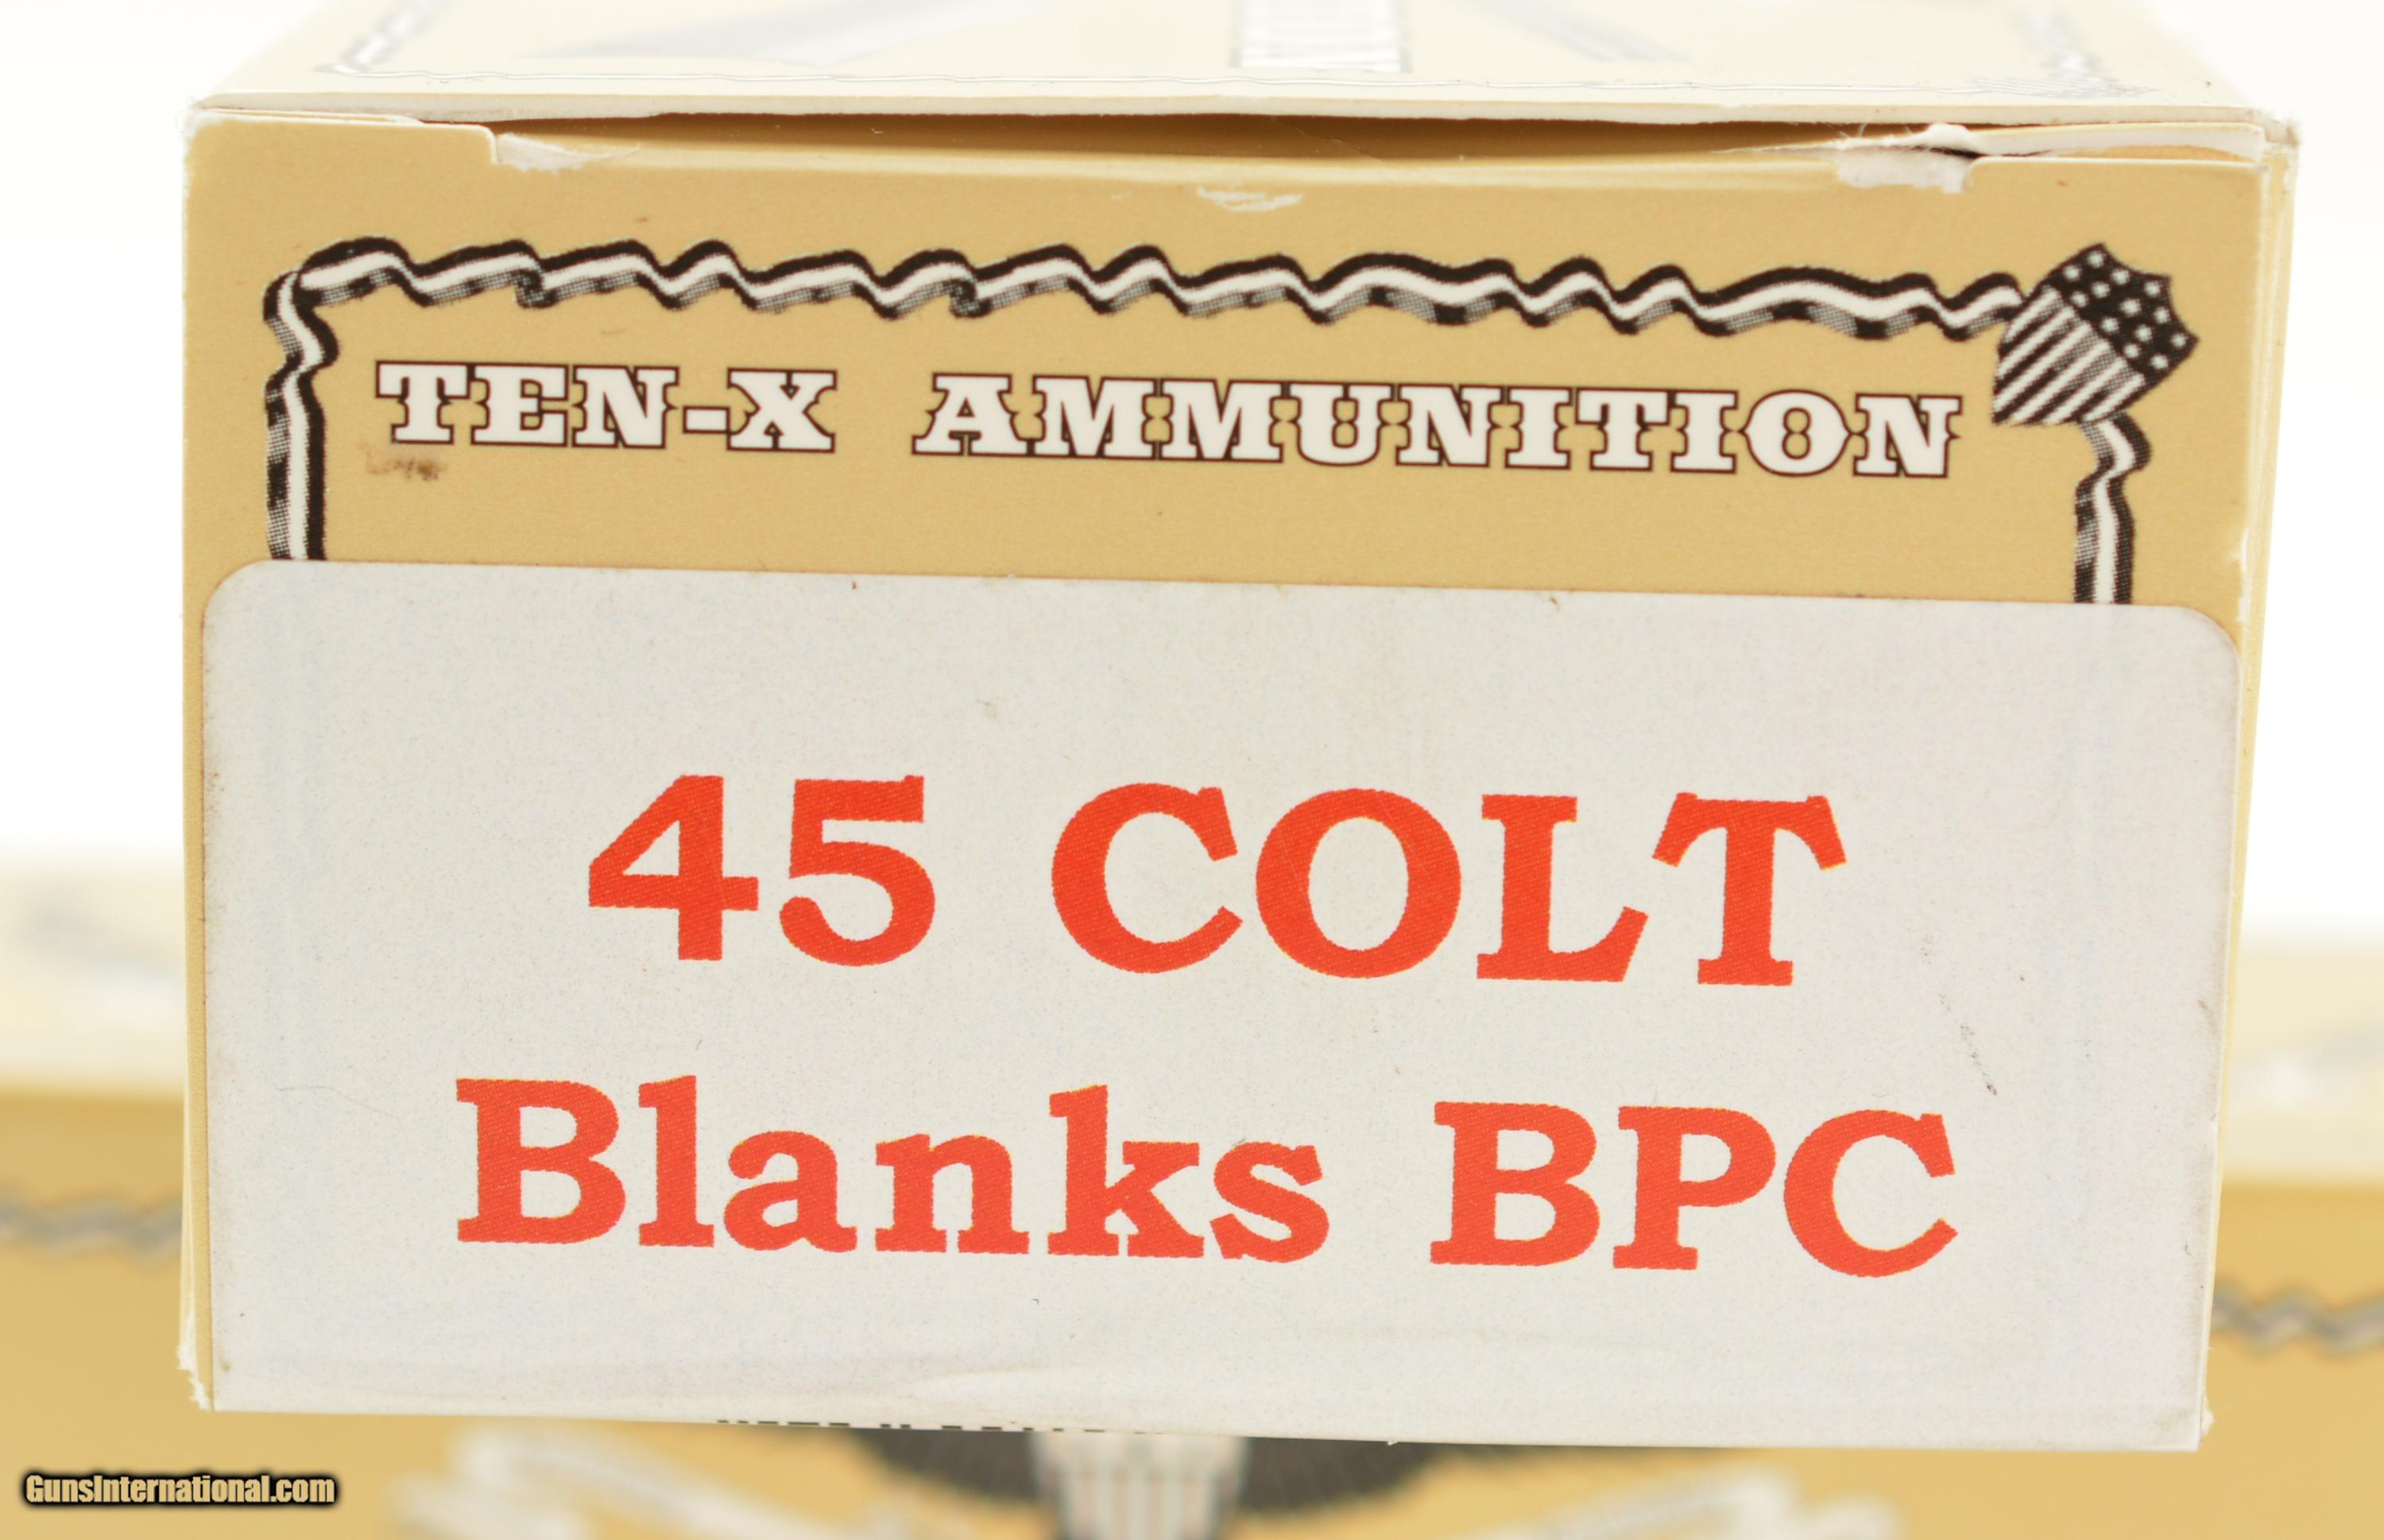 TEN-X AMMUNITION
45 COLT
Blanks BPC
GunsInternational.com